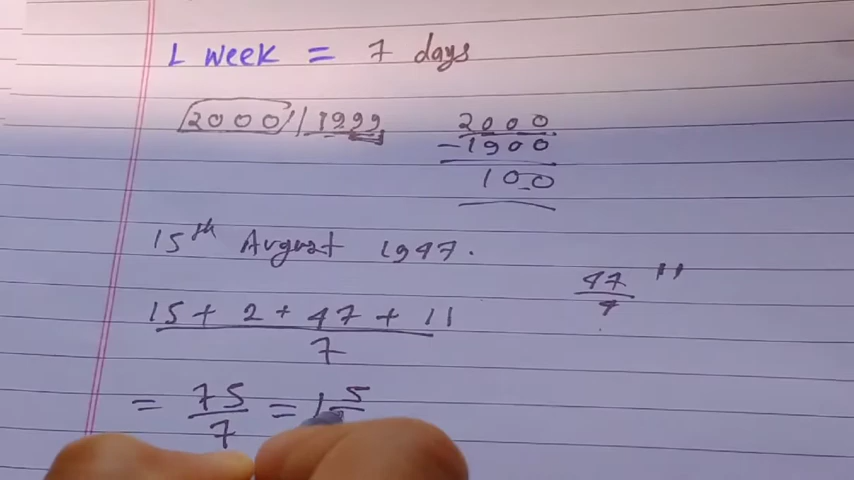 1 week = 7 days
2000 // 1999
2000
- 1900
100
15th August 1947.
47/4 11
15 + 2 + 47 + 11
7
= 75/7 = 1 5